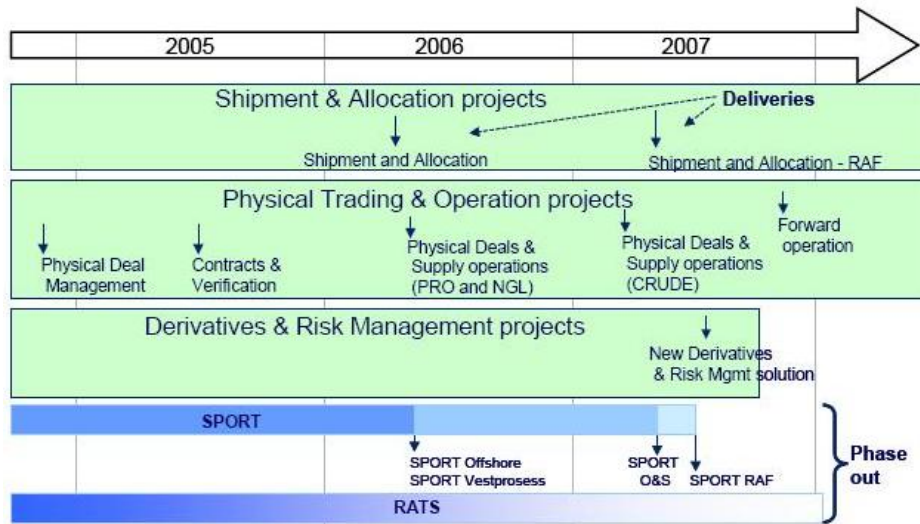 2005 2006 2007
Shipment & Allocation projects
Deliveries
Shipment and Allocation
Shipment and Allocation - RAF
Physical Trading & Operation projects
Physical Deal
Management
Contracts &
Verification
Physical Deals &
Supply operations
(PRO and NGL)
Physical Deals &
Supply operations
(CRUDE)
Forward
operation
Derivatives & Risk Management projects
New Derivatives
& Risk Mgmt solution
SPORT
SPORT Offshore
SPORT Vestprosess
SPORT
O&S
SPORT RAF
RATS
Phase
out